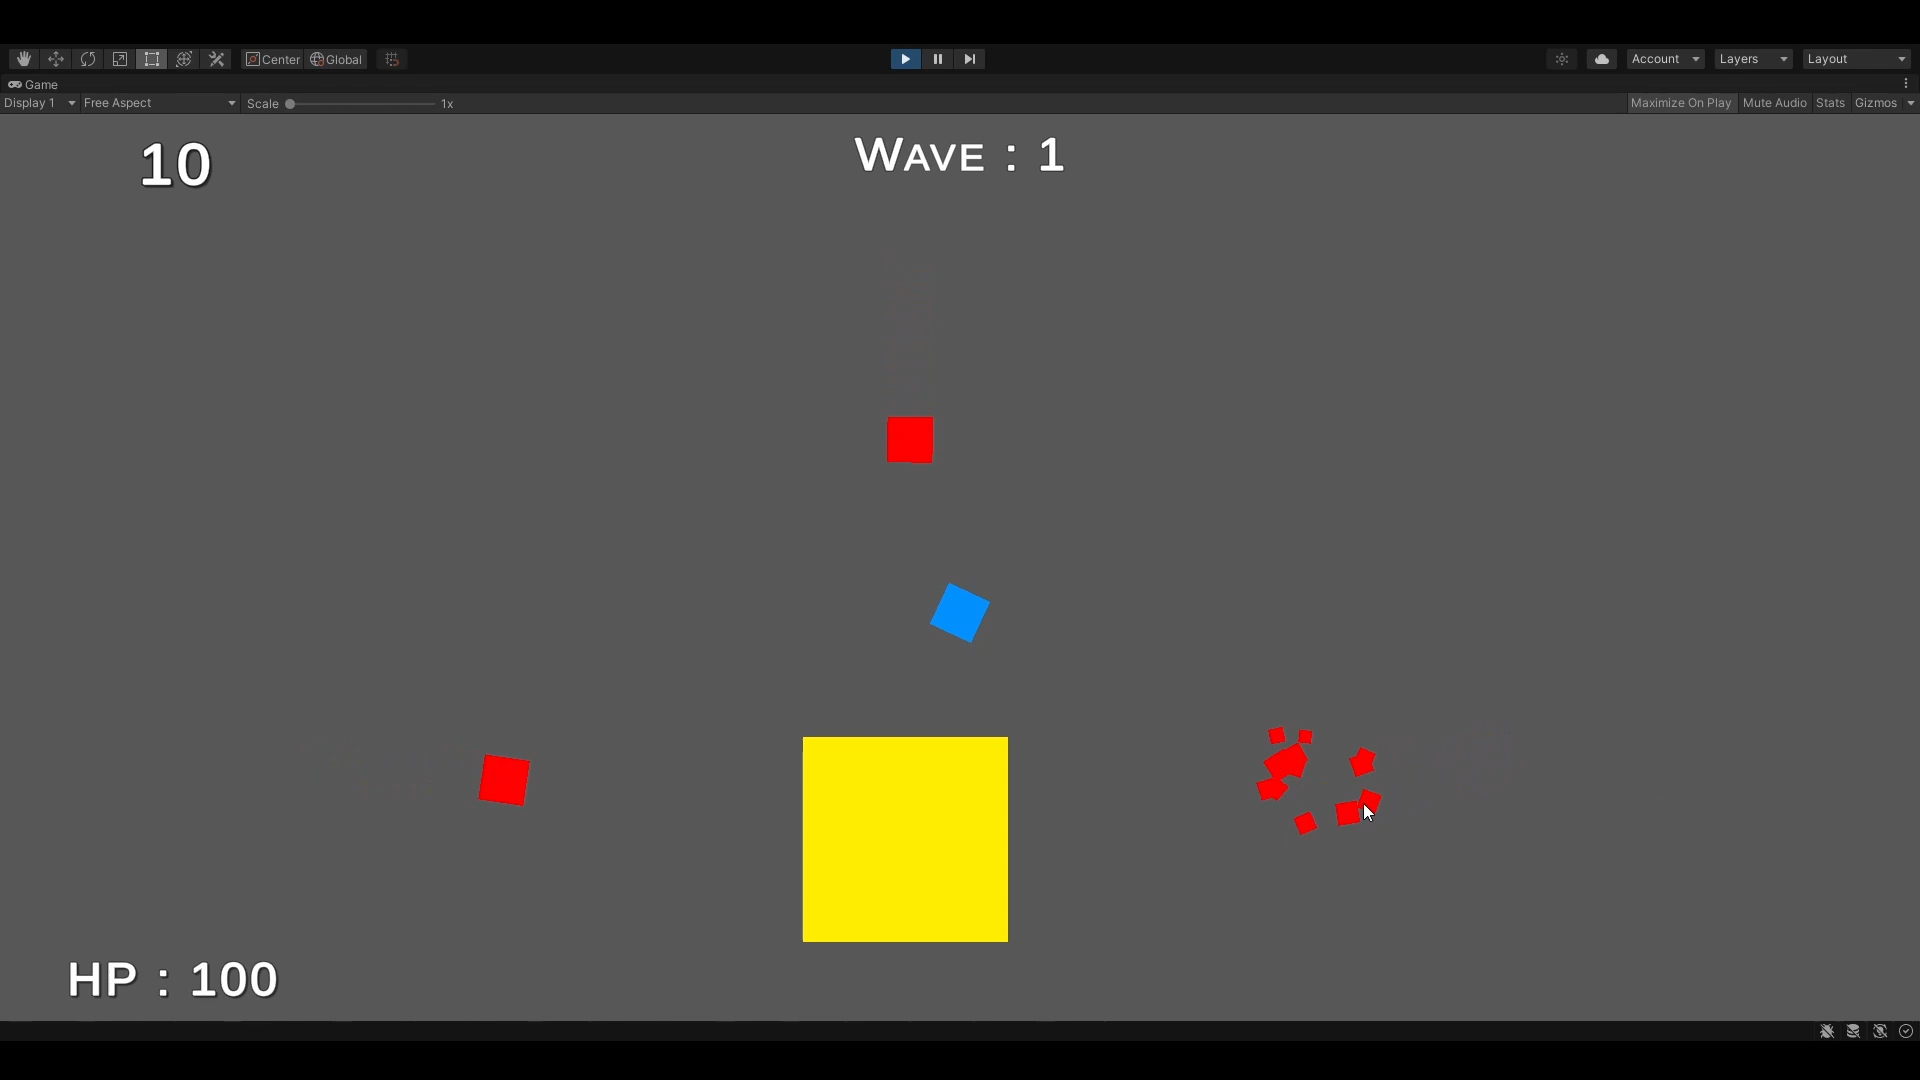 Center Global Account Layers Layout
Game
Display 1 Free Aspect Scale 1x Maximize On Play Mute Audio Stats Gizmos
10
WAVE : 1
HP : 100